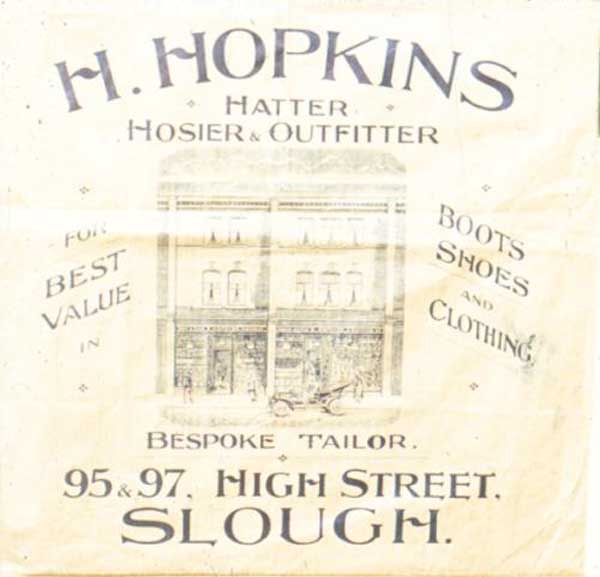 H. HOPKINS
HATTER
HOSIER & OUTFITTER
FOR
BEST
VALUE
IN
BOOTS
SHOES
AND
CLOTHING.
BESPOKE TAILOR.
95 & 97, HIGH STREET,
SLOUGH.